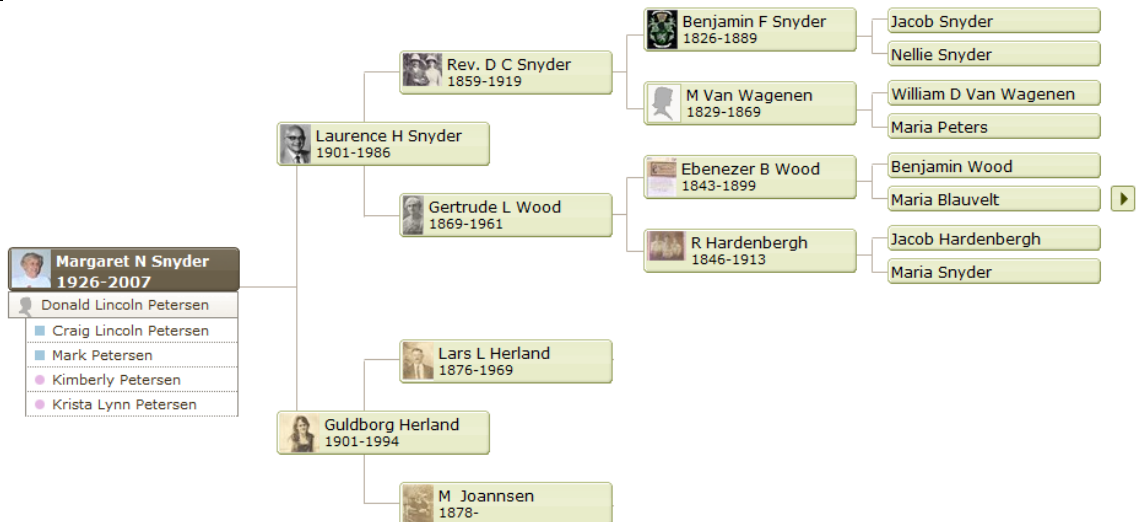 Benjamin F Snyder
1826-1889
Jacob Snyder
Nellie Snyder
Rev. D C Snyder
1859-1919
M Van Wagenen
1829-1869
William D Van Wagenen
Maria Peters
Laurence H Snyder
1901-1986
Ebenezer B Wood
1843-1899
Benjamin Wood
Maria Blauvelt
Gertrude L Wood
1869-1961
R Hardenbergh
1846-1913
Jacob Hardenbergh
Maria Snyder
Margaret N Snyder
1926-2007
Donald Lincoln Petersen
Craig Lincoln Petersen
Mark Petersen
Kimberly Petersen
Krista Lynn Petersen
Lars L Herland
1876-1969
Guldborg Herland
1901-1994
M  Joannsen
1878-